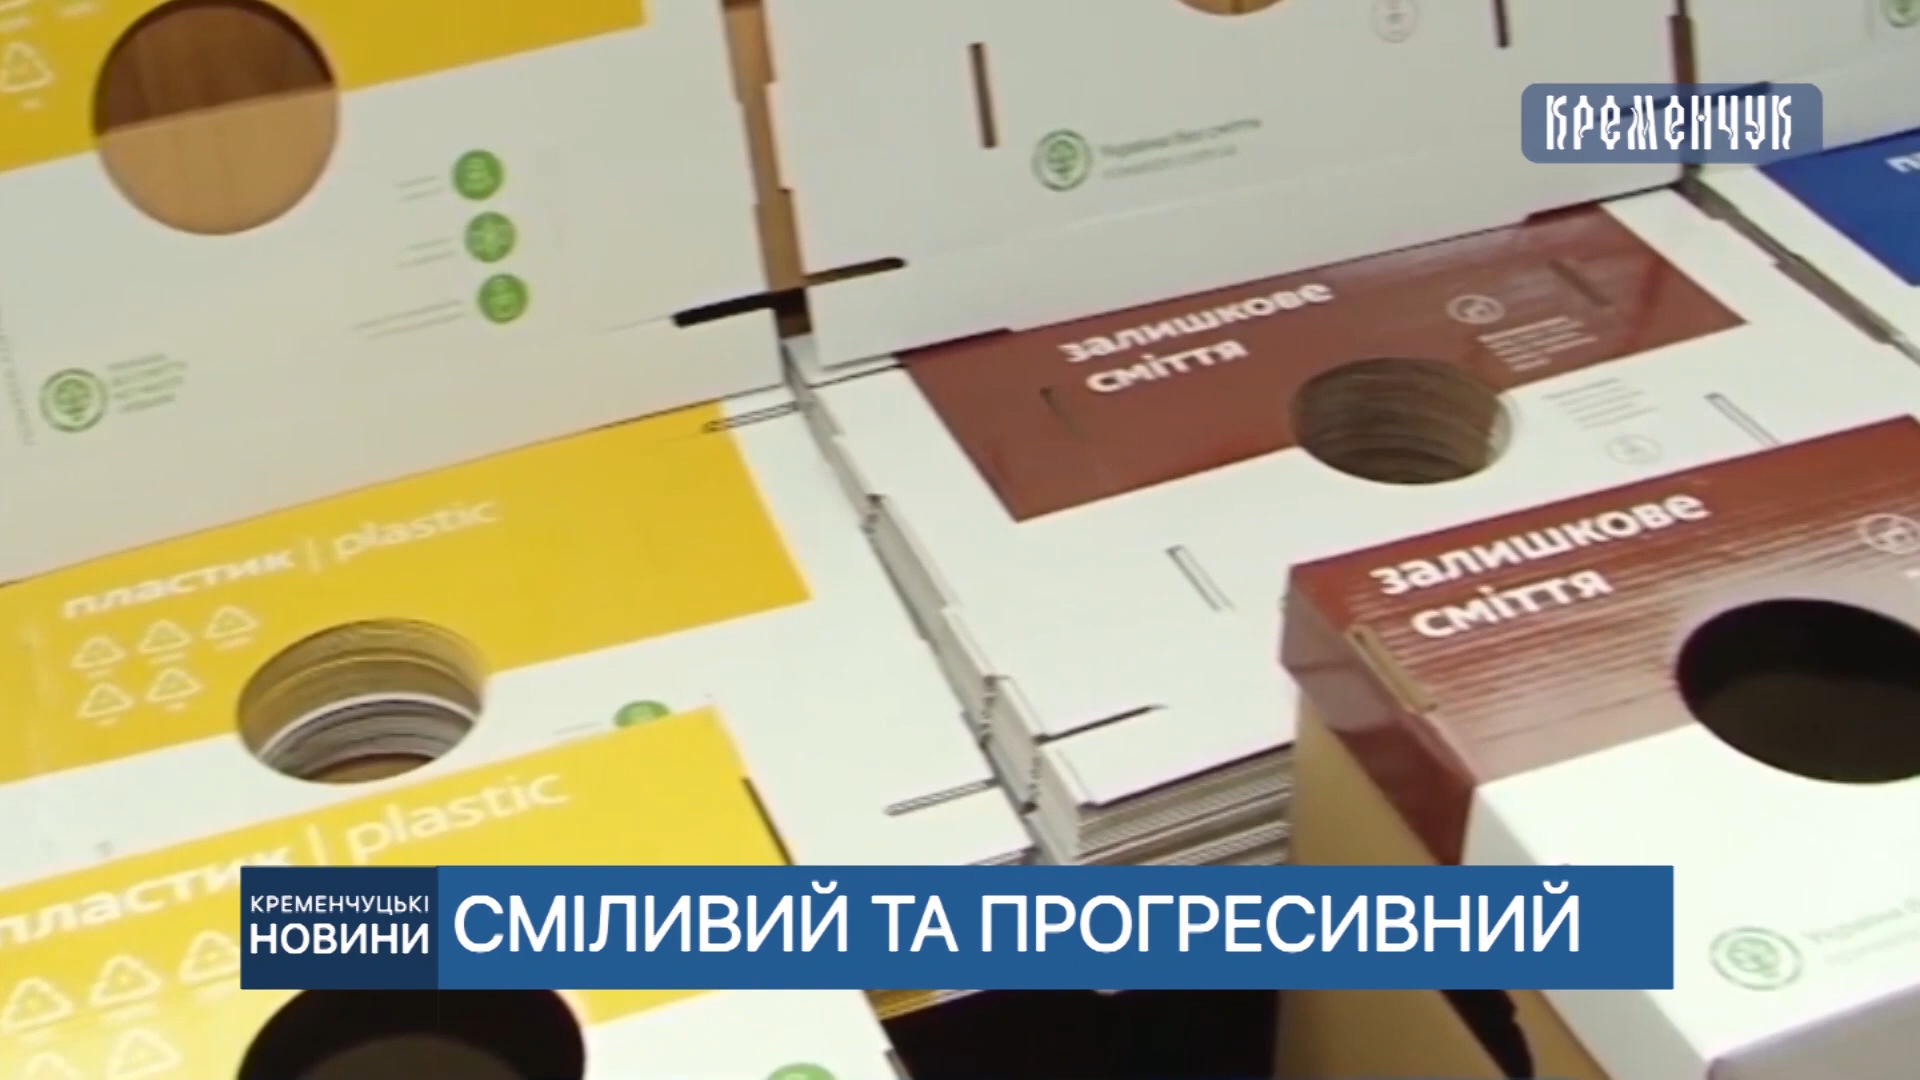 КРЕМЕНЧУК
залишкове
сміття
пластик | plastic
залишкове
сміття
пластик | plastic
КРЕМЕНЧУЦЬКІ
НОВИНИ
СМІЛИВИЙ ТА ПРОГРЕСИВНИЙ